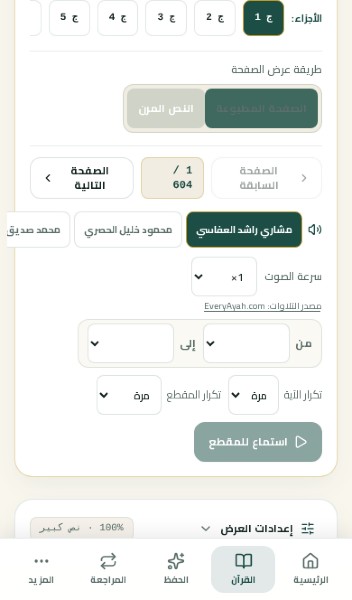 الأجزاء: ج 1 ج 2 ج 3 ج 4 ج 5
طريقة عرض الصفحة
الصفحة المطبوعة النص المرن
الصفحة السابقة 1 / 604 الصفحة التالية
مشاري راشد العفاسي محمود خليل الحصري محمد صديق
سرعة الصوت 1×
مصدر التلاوات: EveryAyah.com
من إلى
تكرار الآية مرة تكرار المقطع مرة
استماع للمقطع
إعدادات العرض 100% · نص كبير
الرئيسية القرآن الحفظ المراجعة المزيد